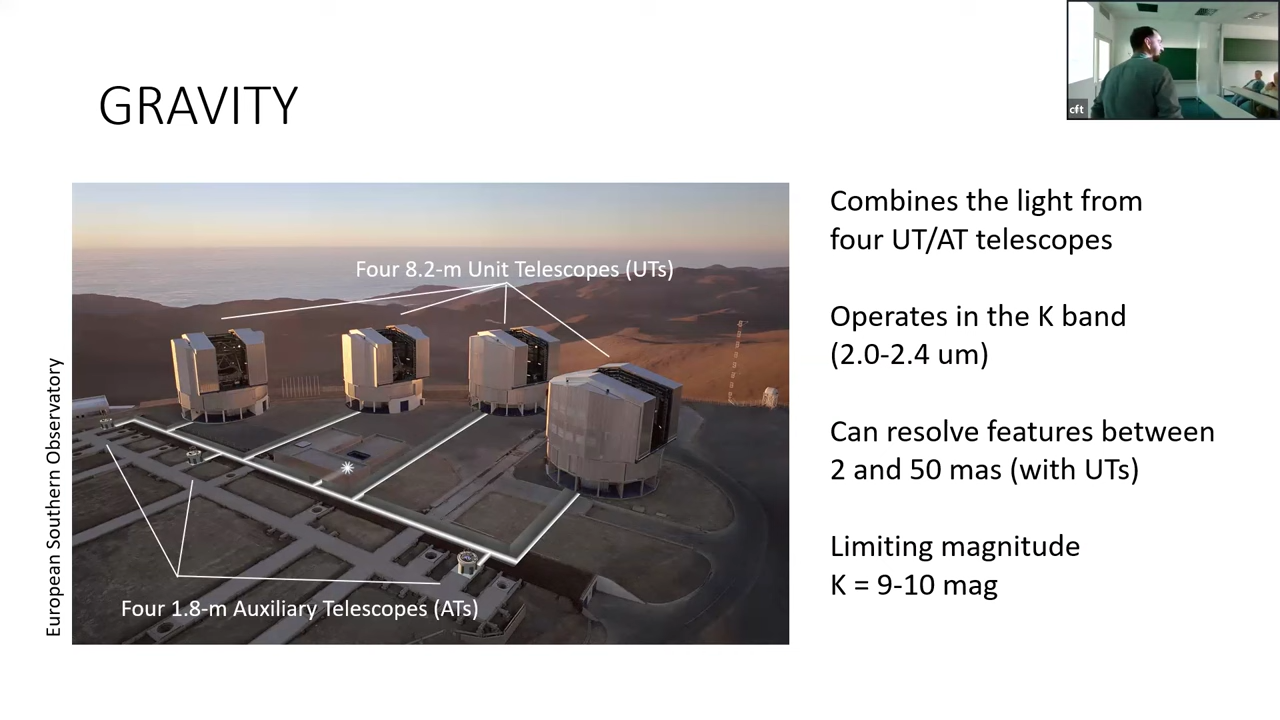 GRAVITY
cft
Four 8.2-m Unit Telescopes (UTs)
Four 1.8-m Auxiliary Telescopes (ATs)
European Southern Observatory
Combines the light from
four UT/AT telescopes
Operates in the K band
(2.0-2.4 um)
Can resolve features between
2 and 50 mas (with UTs)
Limiting magnitude
K = 9-10 mag